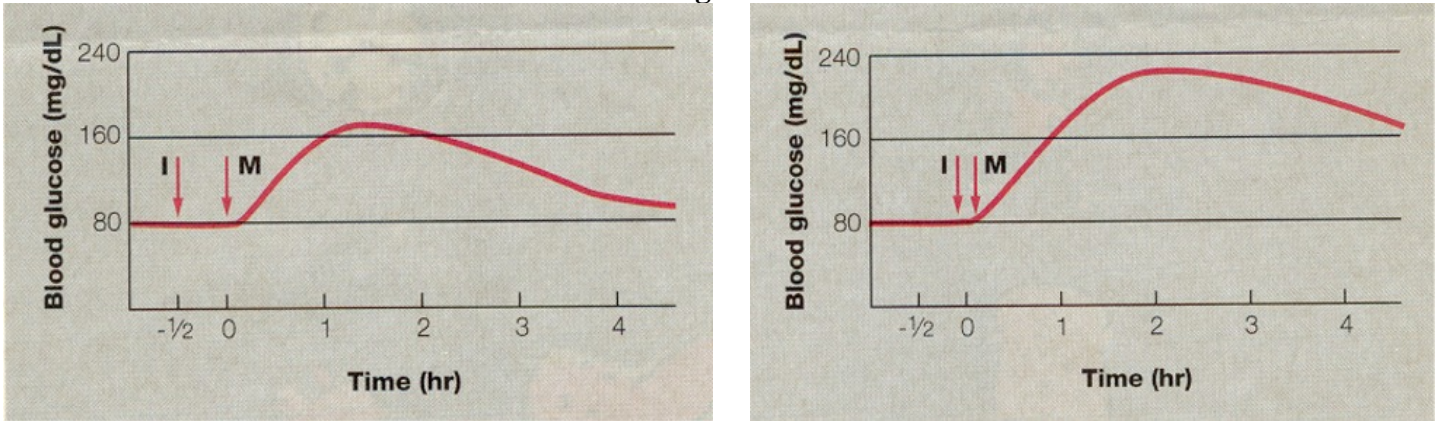 Blood glucose (mg/dL)
240
160
80
I M
-½ 0 1 2 3 4
Time (hr)
Blood glucose (mg/dL)
240
160
80
I M
-½ 0 1 2 3 4
Time (hr)